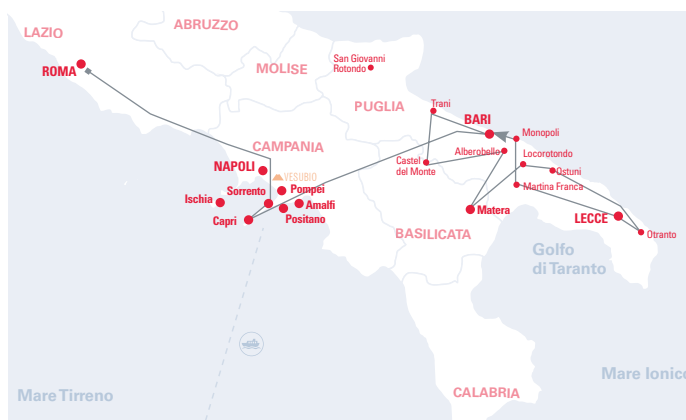 LAZIO
ABRUZZO
ROMA
MOLISE
San Giovanni
Rotondo
PUGLIA
Trani
BARI
Monopoli
CAMPANIA
Alberobello
Locorotondo
NAPOLI
Castel
del Monte
Ostuni
VESUBIO
Pompei
Martina Franca
Sorrento
Ischia
Amalfi
Capri
Positano
Matera
LECCE
BASILICATA
Otranto
Golfo
di Taranto
Mare Ionico
Mare Tirreno
CALABRIA